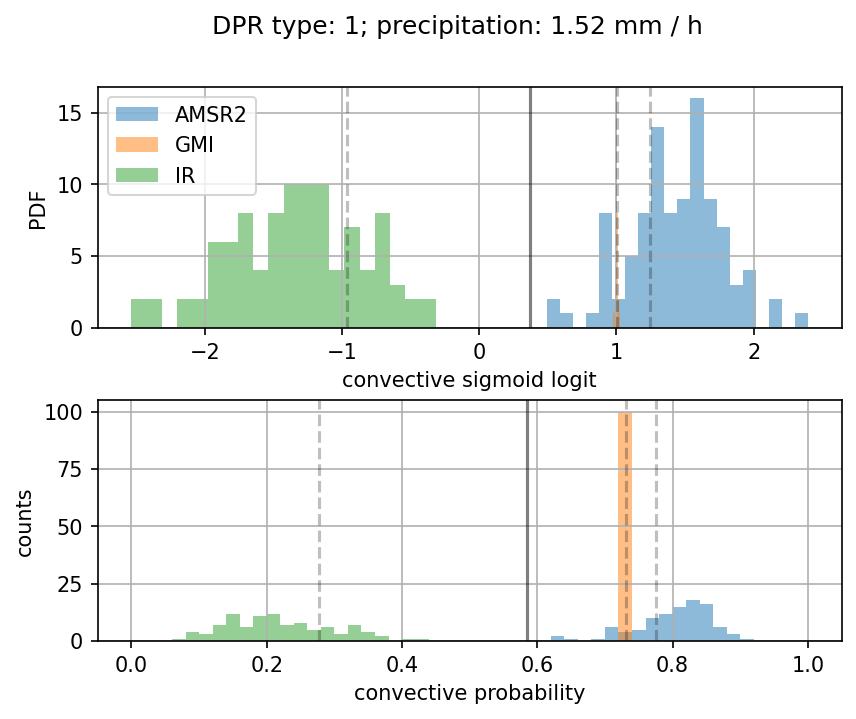 DPR type: 1; precipitation: 1.52 mm / h
15
10
5
0
PDF
AMSR2
GMI
IR
−2
−1
0
1
2
convective sigmoid logit
100
75
50
25
0
counts
0.0
0.2
0.4
0.6
0.8
1.0
convective probability